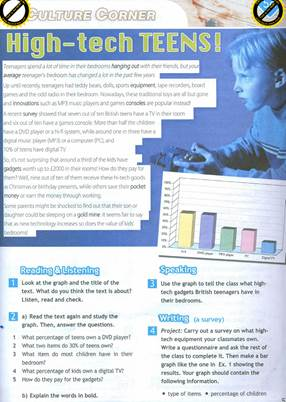 CULTURE CORNER
High-tech TEENS!
Teenagers spend a lot of time in their bedrooms hanging out with their friends, but your
average teenager's bedroom has changed a lot in the past few years.
Up until recently, teenagers had teddy bears, dolls, sports equipment, tape recorders, board
games and the odd radio in their bedroom. Nowadays, these traditional toys are all but gone
and innovations such as MP3 music players and games consoles are popular instead!
A recent survey showed that seven out of ten British teens have a TV in their room
and six out of ten have a games console. More than half the children
have a DVD player or a hi-fi system, while around one in three have a
digital music player (MP3) or a computer (PC), and
10% of teens have digital TV.
So, it's not surprising that around a third of the kids have
gadgets worth up to £2000 in their rooms! How do they pay for
them? Well, nine out of ten of them receive these hi-tech goods
as Christmas or birthday presents, while others save their pocket
money or earn the money through working.
Some parents might be shocked to find out that their son or
daughter could be sleeping on a gold mine. It seems fair to say
that as new technology increases so does the value of kids'
bedrooms!
DVD player
MP3 player
PC
Digital TV
Reading & Listening
1 Look at the graph and the title of the
text. What do you think the text is about?
Listen, read and check.
2 a) Read the text again and study the
graph. Then, answer the questions.
1 What percentage of teens own a DVD player?
2 What two items do 30% of teens own?
3 What item do most children have in their
bedroom?
4 What percentage of kids own a digital TV?
5 How do they pay for the gadgets?
b) Explain the words in bold.
Speaking
3 Use the graph to tell the class what high-
tech gadgets British teenagers have in
their bedrooms.
Writing (a survey)
4 Project: Carry out a survey on what high-
tech equipment your classmates own.
Write a questionnaire and ask the rest of
the class to complete it. Then make a bar
graph like the one in Ex. 1 showing the
results. Your graph should contain the
following information.
• type of items • percentage of children